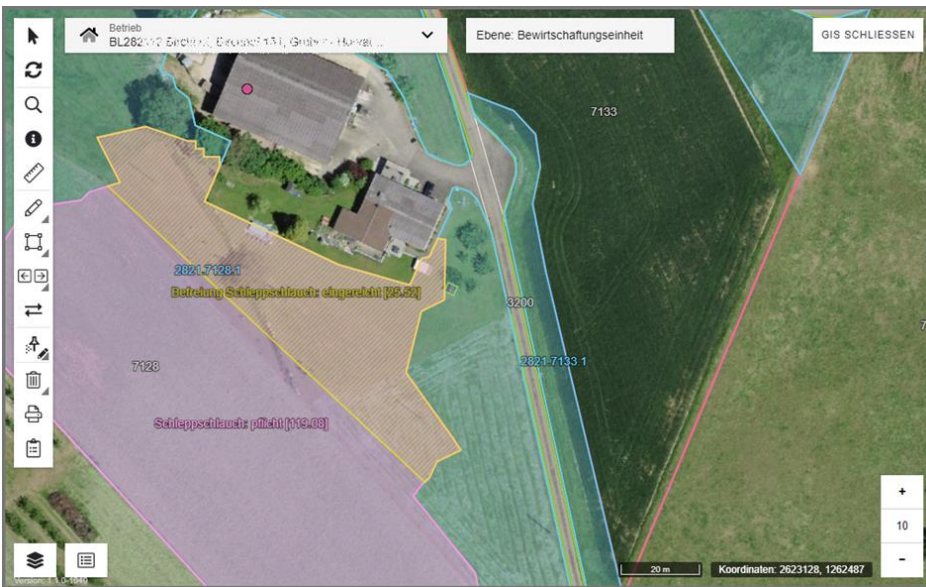 Betrieb
Ebene: Bewirtschaftungseinheit
GIS SCHLIESSEN
7133
2821.7128.1
Befreiung Schleppschlauch: eingereicht [25.52]
3200
2821.7133.1
7128
Schleppschlauch: pflicht [119.08]
+
10
-
20 m
Koordinaten: 2623128, 1262487